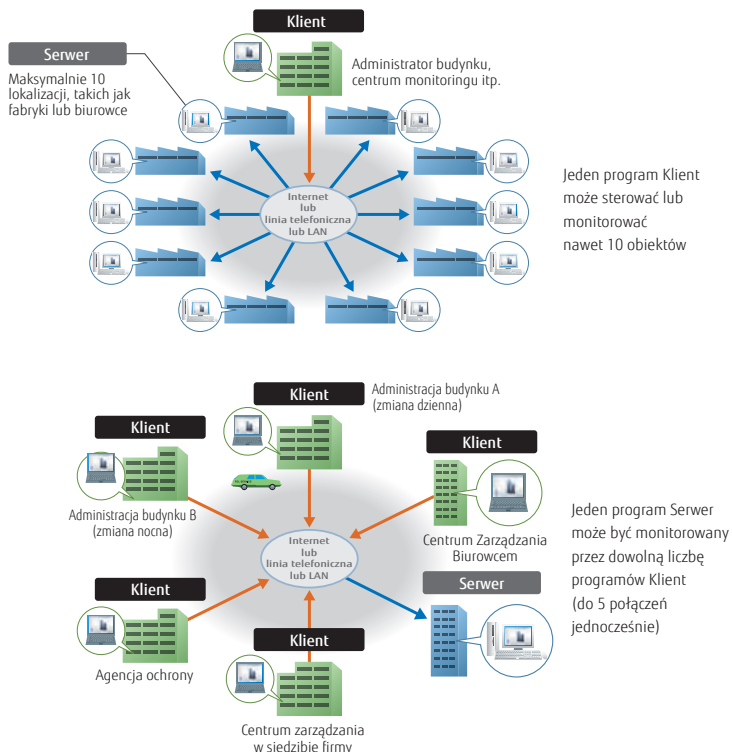 Klient
Serwer
Administrator budynku,
centrum monitoringu itp.
Maksymalnie 10
lokalizacji, takich jak
fabryki lub biurowce
Internet
lub
linia telefoniczna
lub LAN
Jeden program Klient
może sterować lub
monitorować
nawet 10 obiektów
Klient
Administracja budynku A
(zmiana dzienna)
Klient
Klient
Administracja budynku B
(zmiana nocna)
Centrum Zarządzania
Biurowcem
Internet
lub
linia telefoniczna
lub LAN
Jeden program Serwer
może być monitorowany
przez dowolną liczbę
programów Klient
(do 5 połączeń
jednocześnie)
Klient
Serwer
Klient
Agencja ochrony
Centrum zarządzania
w siedzibie firmy